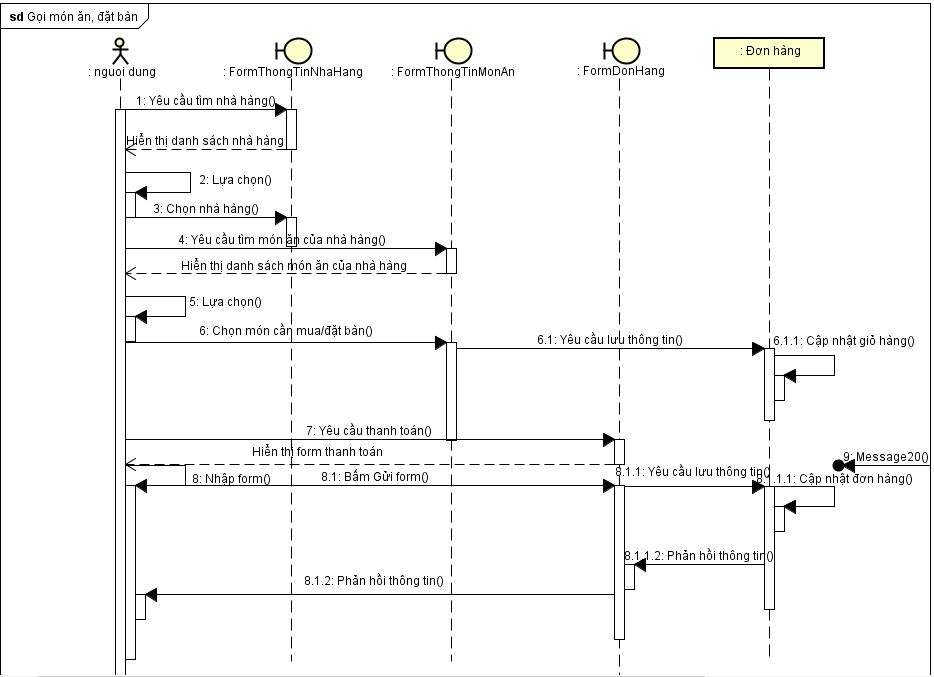 sd Gọi món ăn, đặt bàn
: nguoi dung
: FormThongTinNhaHang
: FormThongTinMonAn
: FormDonHang
: Đơn hàng
1: Yêu cầu tìm nhà hàng()
Hiển thị danh sách nhà hàng
2: Lựa chọn()
3: Chọn nhà hàng()
4: Yêu cầu tìm món ăn của nhà hàng()
Hiển thị danh sách món ăn của nhà hàng
5: Lựa chọn()
6: Chọn món cần mua/đặt bàn()
6.1: Yêu cầu lưu thông tin()
6.1.1: Cập nhật giỏ hàng()
7: Yêu cầu thanh toán()
Hiển thị form thanh toán
9: Message20()
8: Nhập form()
8.1: Bấm Gửi form()
8.1.1: Yêu cầu lưu thông tin()
8.1.1.1: Cập nhật đơn hàng()
8.1.1.2: Phản hồi thông tin()
8.1.2: Phản hồi thông tin()